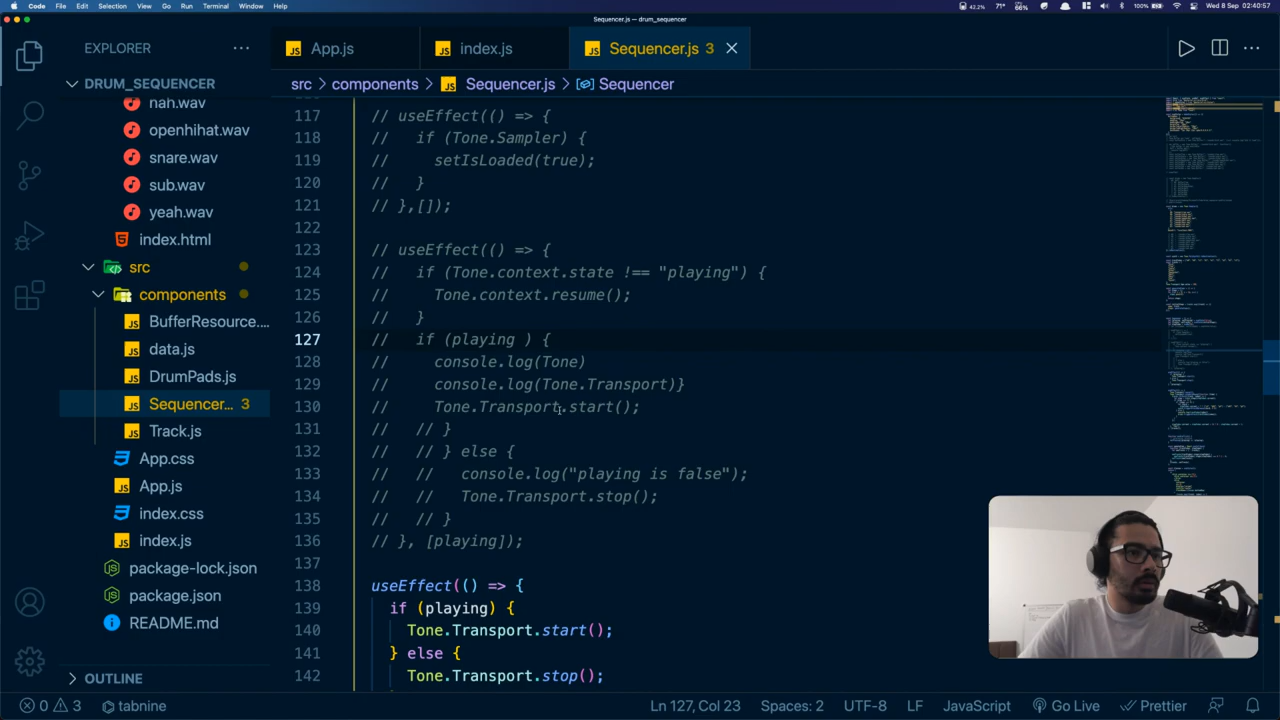 Code File Edit Selection View Go Run Terminal Window Help 42.2% 71° CPU 66% 100% Wed 8 Sep 02:40:57
Sequencer.js — drum_sequencer
EXPLORER
App.js
index.js
Sequencer.js 3
DRUM_SEQUENCER
nah.wav
openhihat.wav
snare.wav
sub.wav
yeah.wav
index.html
src
components
BufferResource....
data.js
DrumPads.js
Sequencer... 3
Track.js
App.css
App.js
index.css
index.js
package-lock.json
package.json
README.md
OUTLINE
src > components > Sequencer.js > Sequencer
117 // useEffect(() => {
118 // if (Tone.Sampler) {
119 // setIsLoaded(true);
120 // }
121 // },[]);
122
123 // useEffect(() => {
124 // if (Tone.context.state !== "playing") {
125 // Tone.context.resume();
126 // }
127 // if (playing ) {
128 // console.log(Tone)
129 // console.log(Tone.Transport)}
130 // Tone.Transport.start();
131 // // }
132 // // } else {
133 // // console.log("playing is false");
134 // // Tone.Transport.stop();
135 // // }
136 // }, [playing]);
137
138 useEffect(() => {
139 if (playing) {
140 Tone.Transport.start();
141 } else {
142 Tone.Transport.stop();
0 3 tabnine Ln 127, Col 23 Spaces: 2 UTF-8 LF JavaScript Go Live Prettier